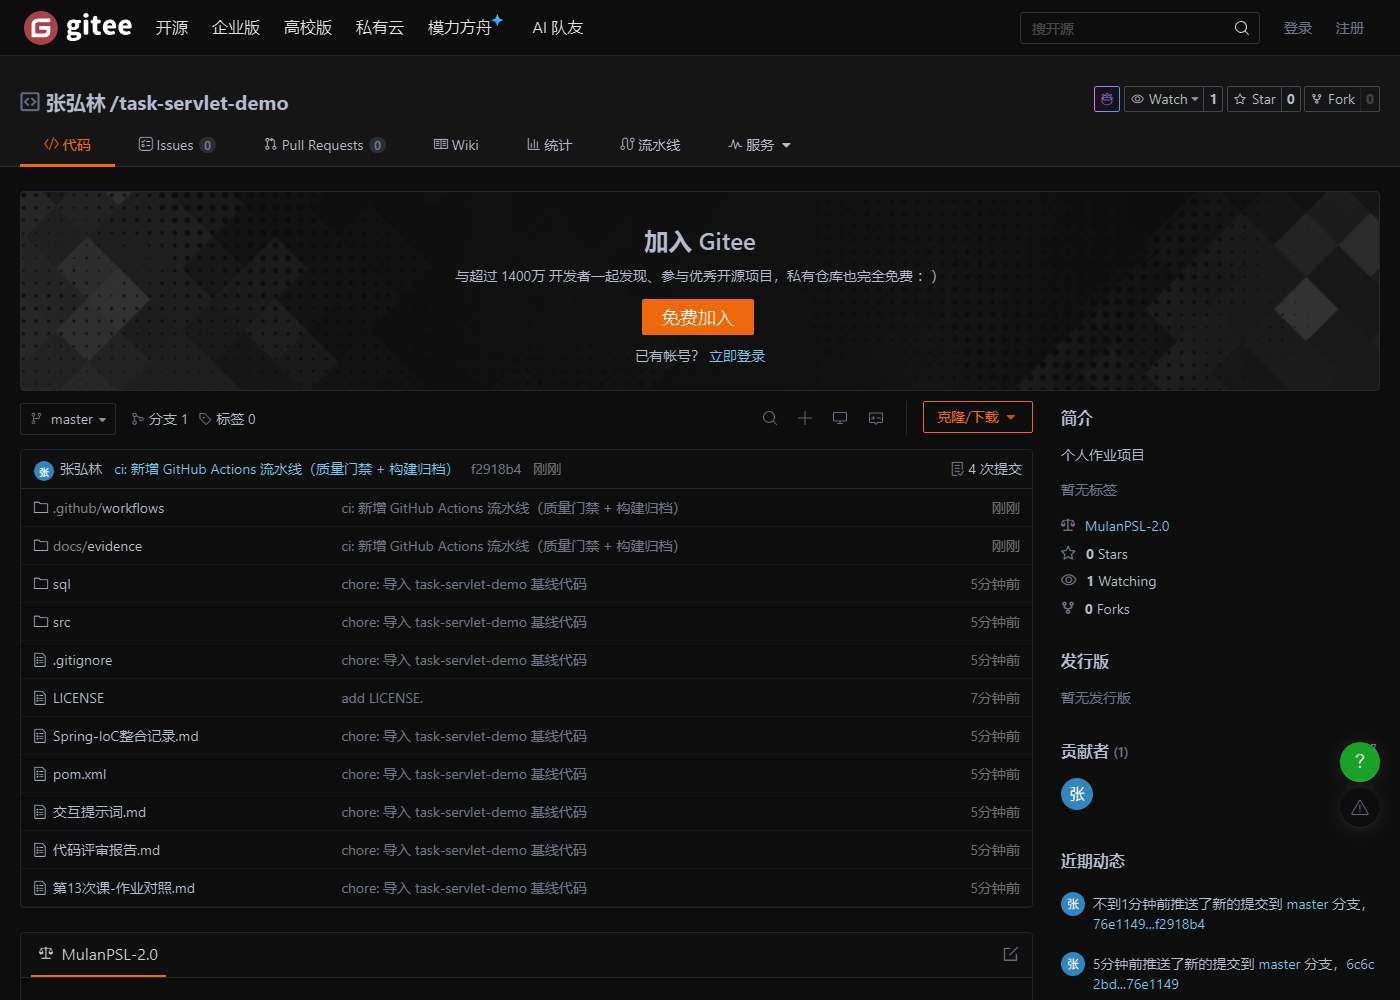 gitee 开源 企业版 高校版 私有云 模力方舟 AI 队友 搜开源 登录 注册
张弘林 /task-servlet-demo Watch 1 Star 0 Fork 0
代码 Issues 0 Pull Requests 0 Wiki 统计 流水线 服务
加入 Gitee
与超过 1400万 开发者一起发现、参与优秀开源项目，私有仓库也完全免费 ：）
免费加入
已有帐号？ 立即登录
master 分支 1 标签 0 克隆/下载
张 张弘林 ci: 新增 GitHub Actions 流水线（质量门禁 + 构建归档） f2918b4 刚刚 4 次提交
.github/workflows ci: 新增 GitHub Actions 流水线（质量门禁 + 构建归档） 刚刚
docs/evidence ci: 新增 GitHub Actions 流水线（质量门禁 + 构建归档） 刚刚
sql chore: 导入 task-servlet-demo 基线代码 5分钟前
src chore: 导入 task-servlet-demo 基线代码 5分钟前
.gitignore chore: 导入 task-servlet-demo 基线代码 5分钟前
LICENSE add LICENSE. 7分钟前
Spring-IoC整合记录.md chore: 导入 task-servlet-demo 基线代码 5分钟前
pom.xml chore: 导入 task-servlet-demo 基线代码 5分钟前
交互提示词.md chore: 导入 task-servlet-demo 基线代码 5分钟前
代码评审报告.md chore: 导入 task-servlet-demo 基线代码 5分钟前
第13次课-作业对照.md chore: 导入 task-servlet-demo 基线代码 5分钟前
MulanPSL-2.0
简介
个人作业项目
暂无标签
MulanPSL-2.0
0 Stars
1 Watching
0 Forks
发行版
暂无发行版
贡献者 (1)
?
张
近期动态
张 不到1分钟前推送了新的提交到 master 分支，
76e1149...f2918b4
张 5分钟前推送了新的提交到 master 分支，6c6c
2bd...76e1149